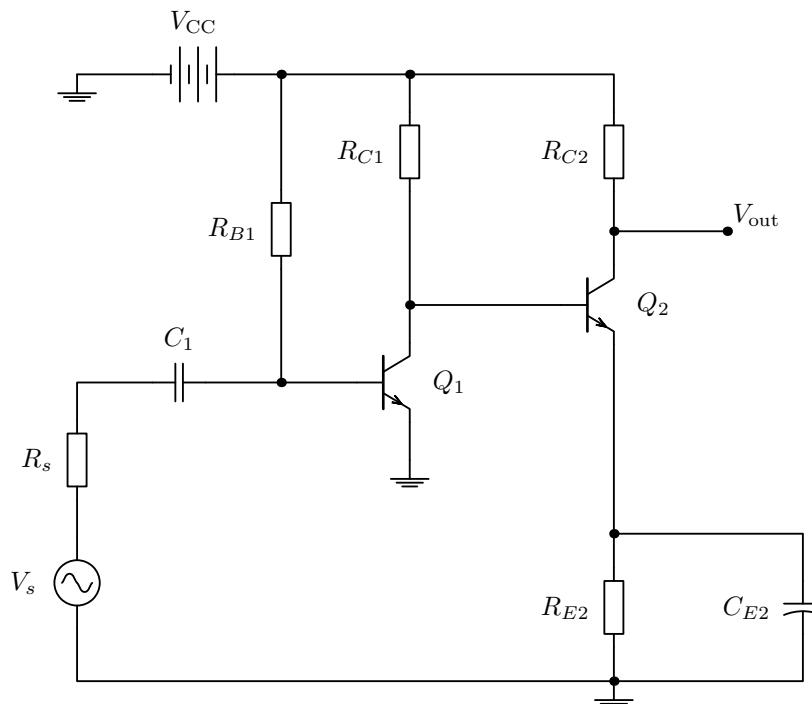 V_CC
R_C1
R_C2
R_B1
V_out
Q_2
C_1
Q_1
R_s
V_s
R_E2
C_E2